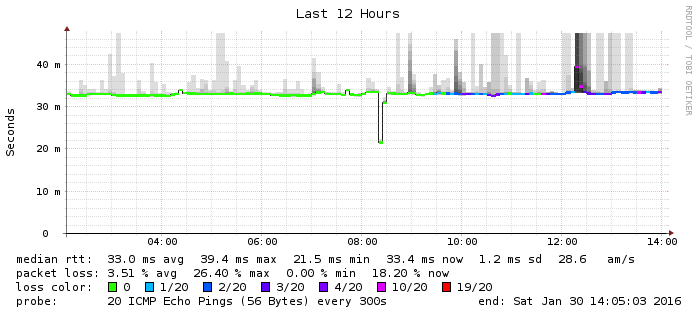 Last 12 Hours
RRDTOOL / TOBI OETIKER
Seconds
40 m
30 m
20 m
10 m
0
04:00 06:00 08:00 10:00 12:00 14:00
median rtt: 33.0 ms avg 39.4 ms max 21.5 ms min 33.4 ms now 1.2 ms sd 28.6 am/s
packet loss: 3.51 % avg 26.40 % max 0.00 % min 18.20 % now
loss color: 0 1/20 2/20 3/20 4/20 10/20 19/20
probe: 20 ICMP Echo Pings (56 Bytes) every 300s end: Sat Jan 30 14:05:03 2016